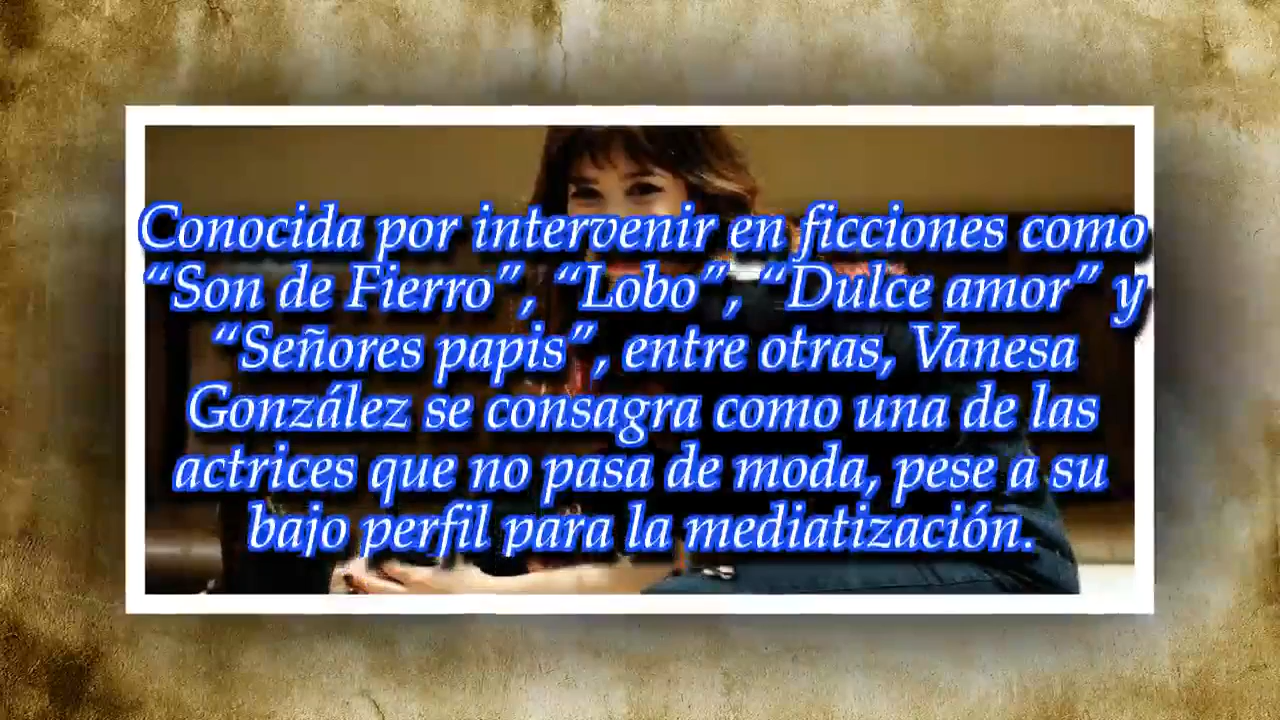 Conocida por intervenir en ficciones como
“Son de Fierro”, “Lobo”, “Dulce amor” y
“Señores papis”, entre otras, Vanesa
González se consagra como una de las
actrices que no pasa de moda, pese a su
bajo perfil para la mediatización.